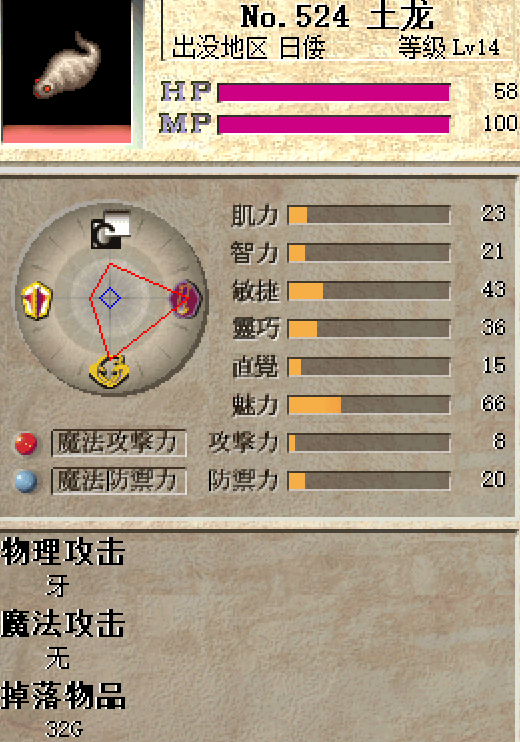 No.524 土龙
出没地区 日倭 等级 Lv14
HP 58
MP 100
肌力 23
智力 21
敏捷 43
靈巧 36
直覺 15
魅力 66
魔法攻擊力 攻擊力 8
魔法防禦力 防禦力 20
物理攻击
牙
魔法攻击
无
掉落物品
32G